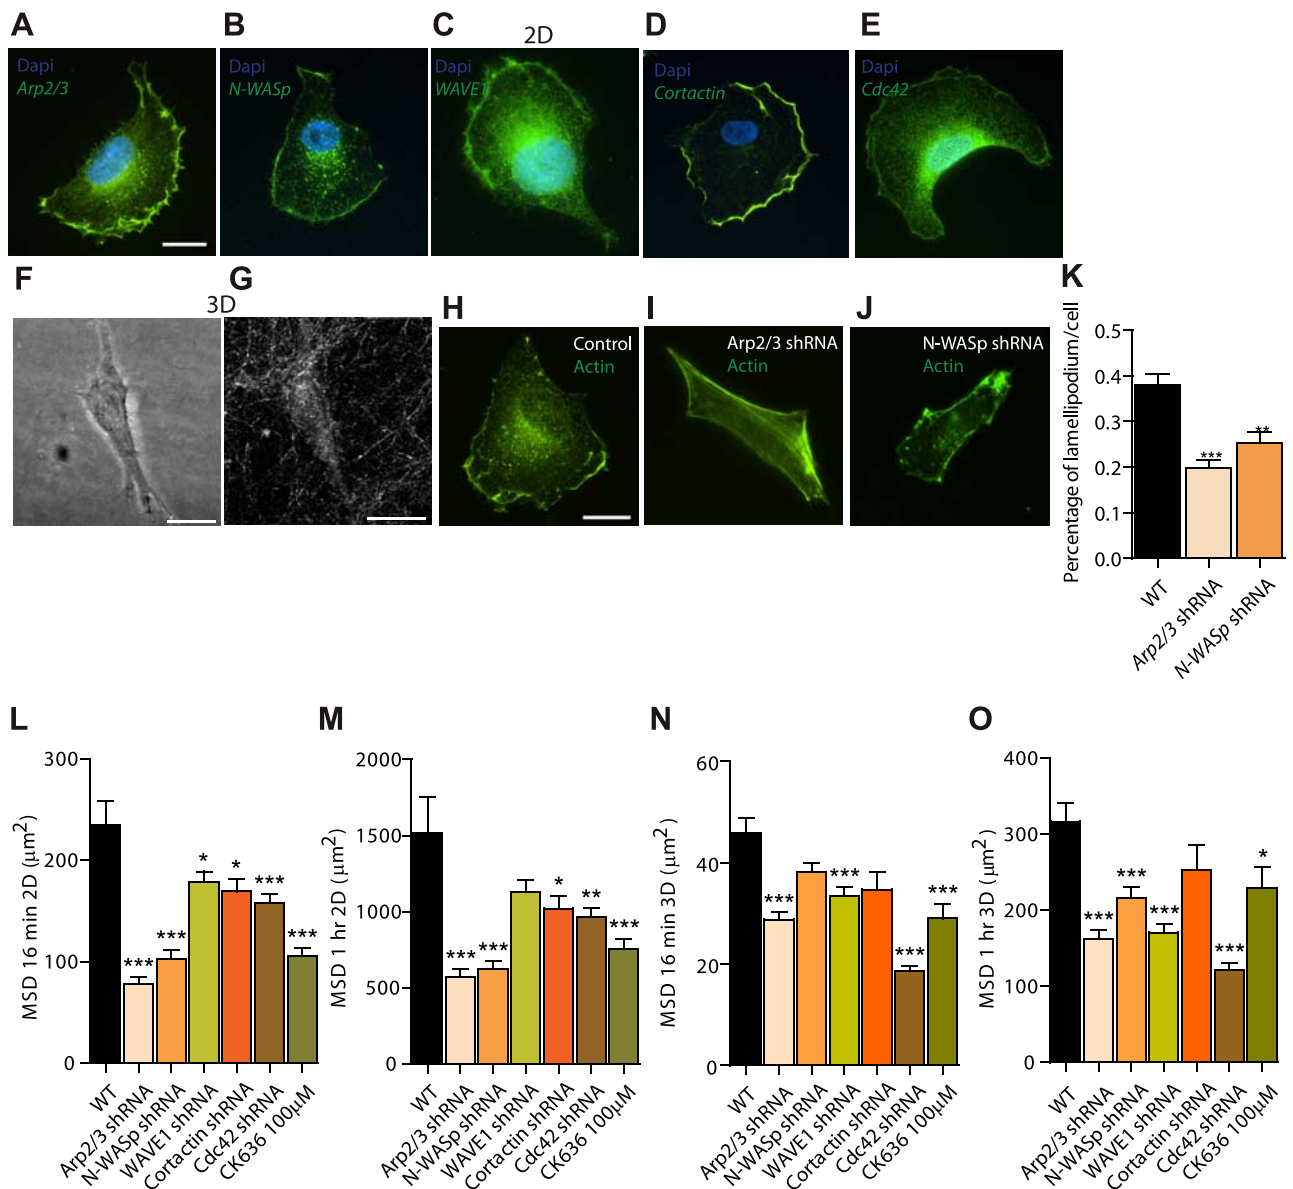 A
B
C
2D
D
E
Dapi
Arp2/3
Dapi
N-WASp
Dapi
WAVE1
Dapi
Cortactin
Dapi
Cdc42
F
G
3D
H
I
J
K
Control
Actin
Arp2/3 shRNA
Actin
N-WASp shRNA
Actin
Percentage of lamellipodium/cell
0.5
0.4
0.3
0.2
0.1
0.0
***
**
WT
Arp2/3 shRNA
N-WASp shRNA
L
MSD 16 min 2D (μm²)
300
200
100
0
***
***
*
*
***
***
WT
Arp2/3 shRNA
N-WASp shRNA
WAVE1 shRNA
Cortactin shRNA
Cdc42 shRNA
CK636 100μM
M
MSD 1 hr 2D (μm²)
2000
1500
1000
500
0
***
***
*
**
***
WT
Arp2/3 shRNA
N-WASp shRNA
WAVE1 shRNA
Cortactin shRNA
Cdc42 shRNA
CK636 100μM
N
MSD 16 min 3D (μm²)
60
40
20
0
***
***
***
***
WT
Arp2/3 shRNA
N-WASp shRNA
WAVE1 shRNA
Cortactin shRNA
Cdc42 shRNA
CK636 100μM
O
MSD 1 hr 3D (μm²)
400
300
200
100
0
***
***
***
***
*
WT
Arp2/3 shRNA
N-WASp shRNA
WAVE1 shRNA
Cortactin shRNA
Cdc42 shRNA
CK636 100μM